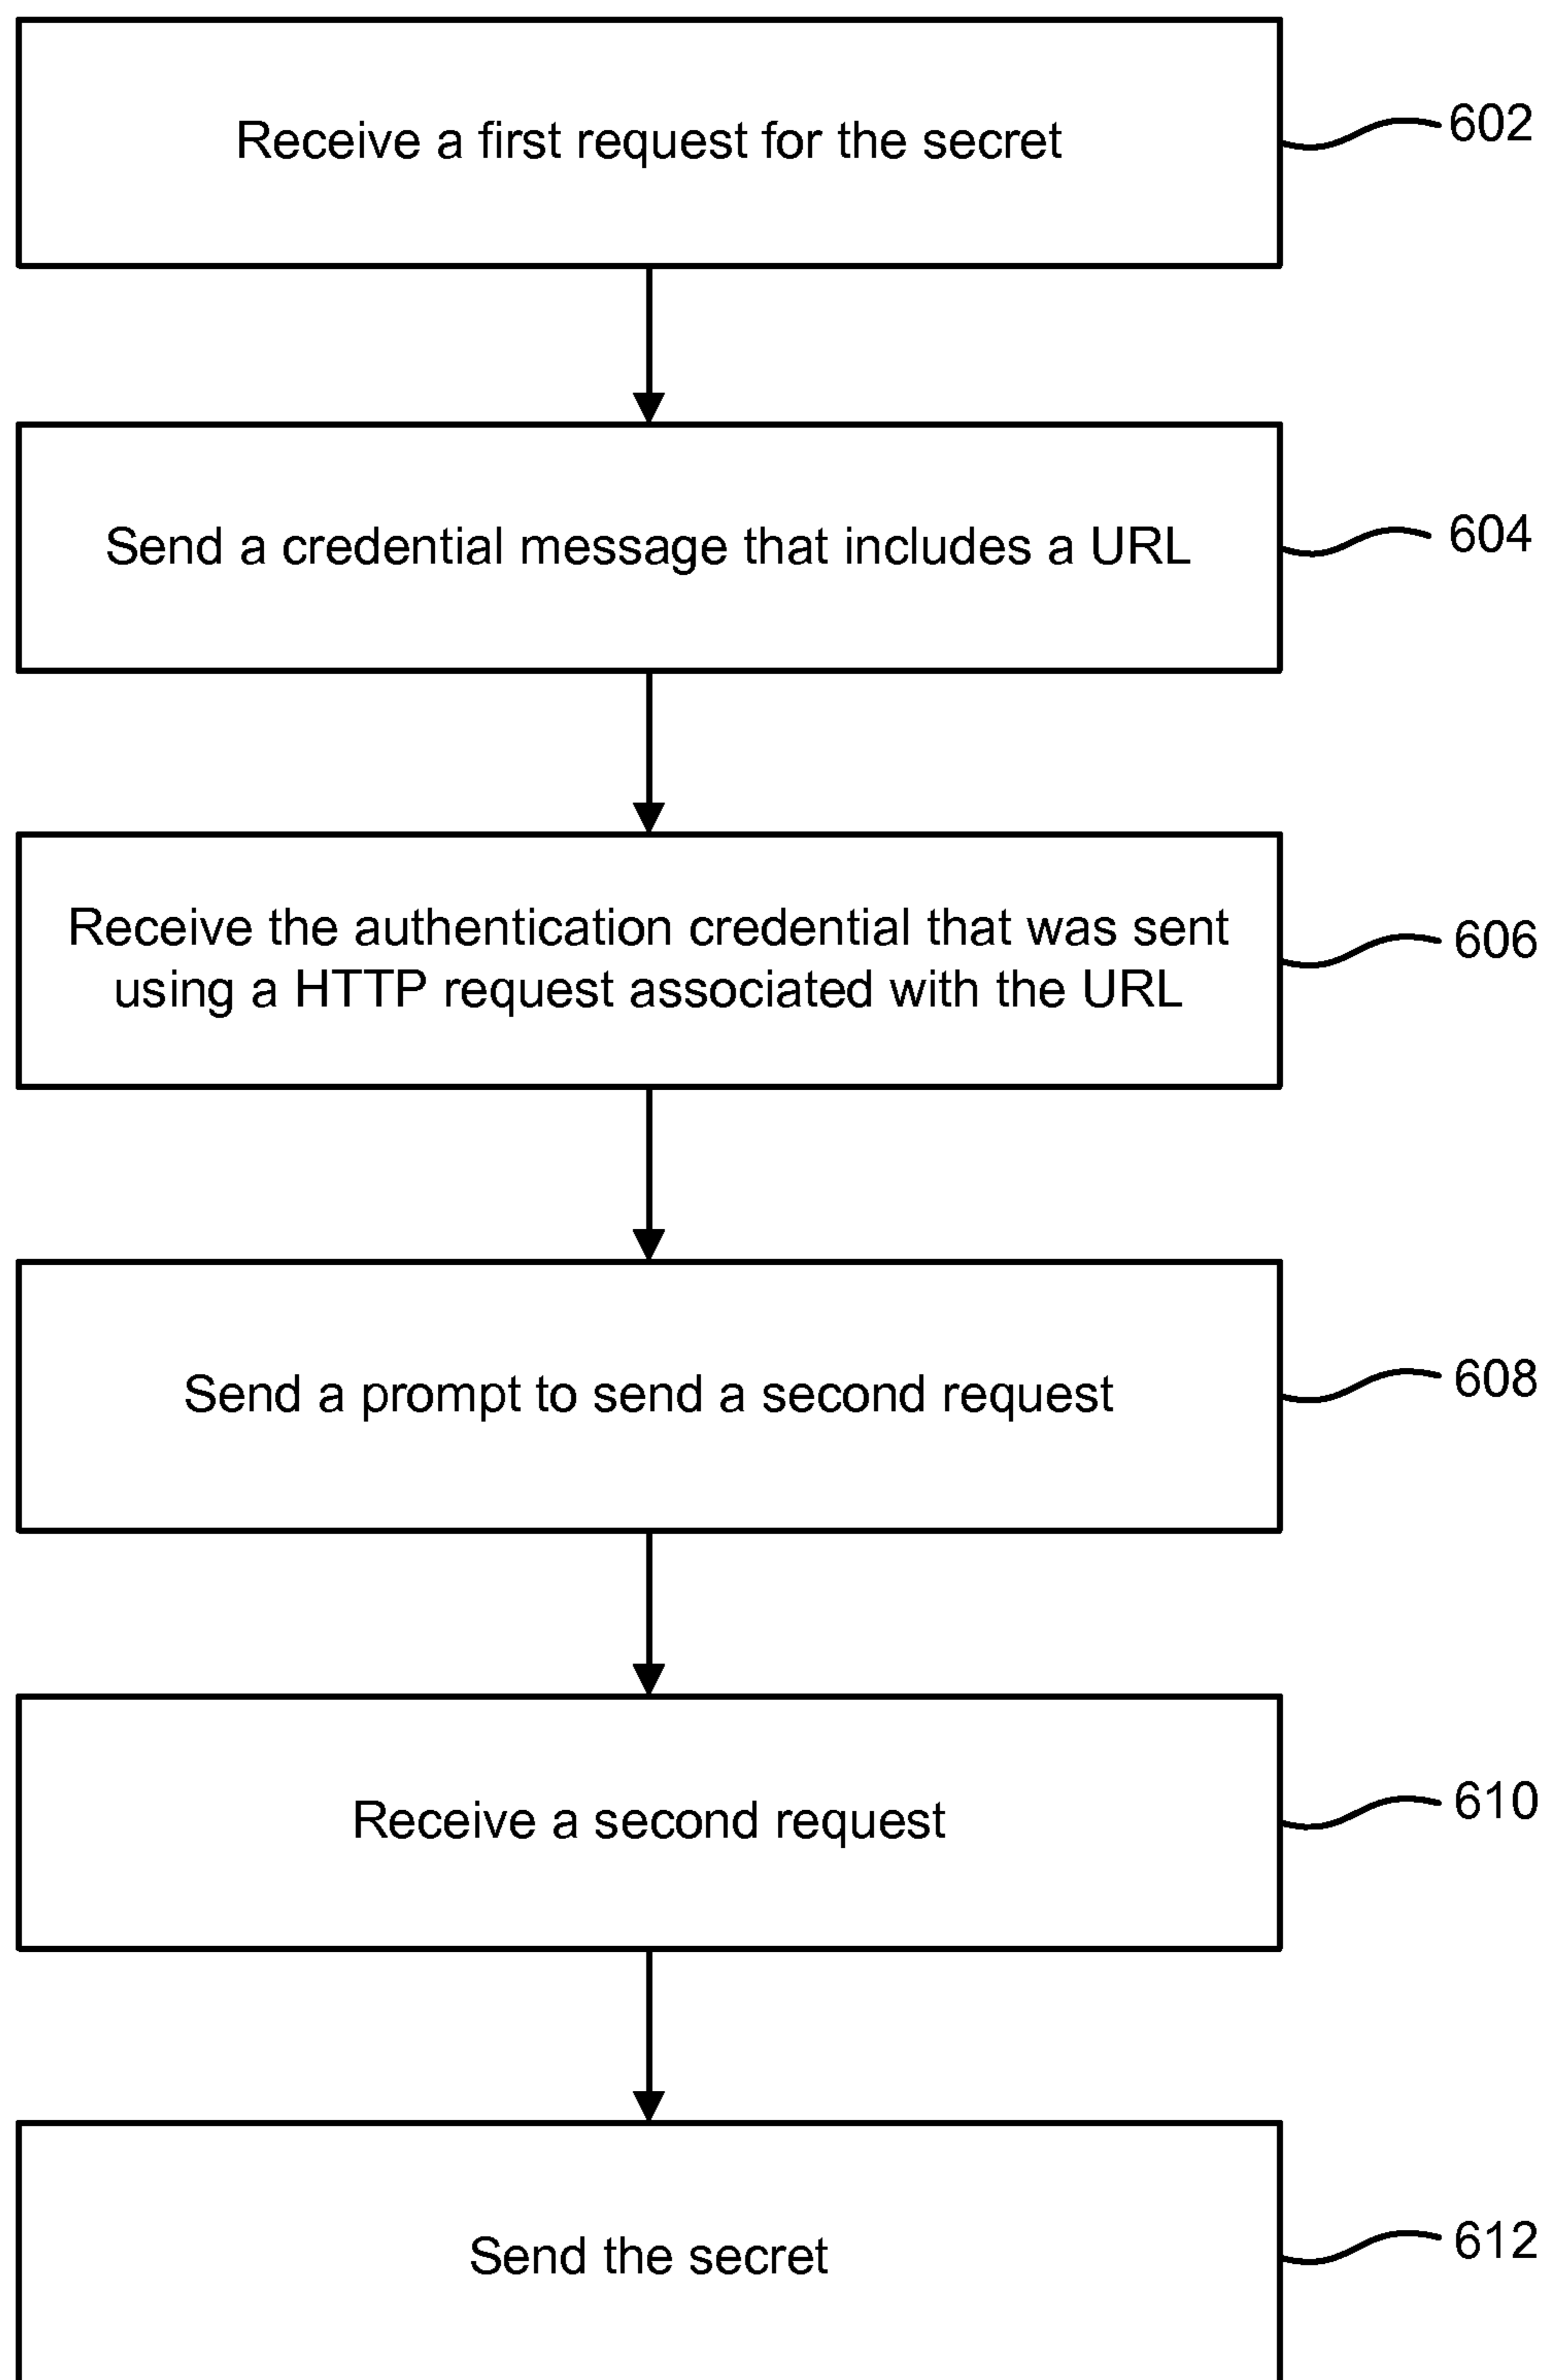 Receive a first request for the secret
602
Send a credential message that includes a URL
604
Receive the authentication credential that was sent
using a HTTP request associated with the URL
606
Send a prompt to send a second request
608
Receive a second request
610
Send the secret
612